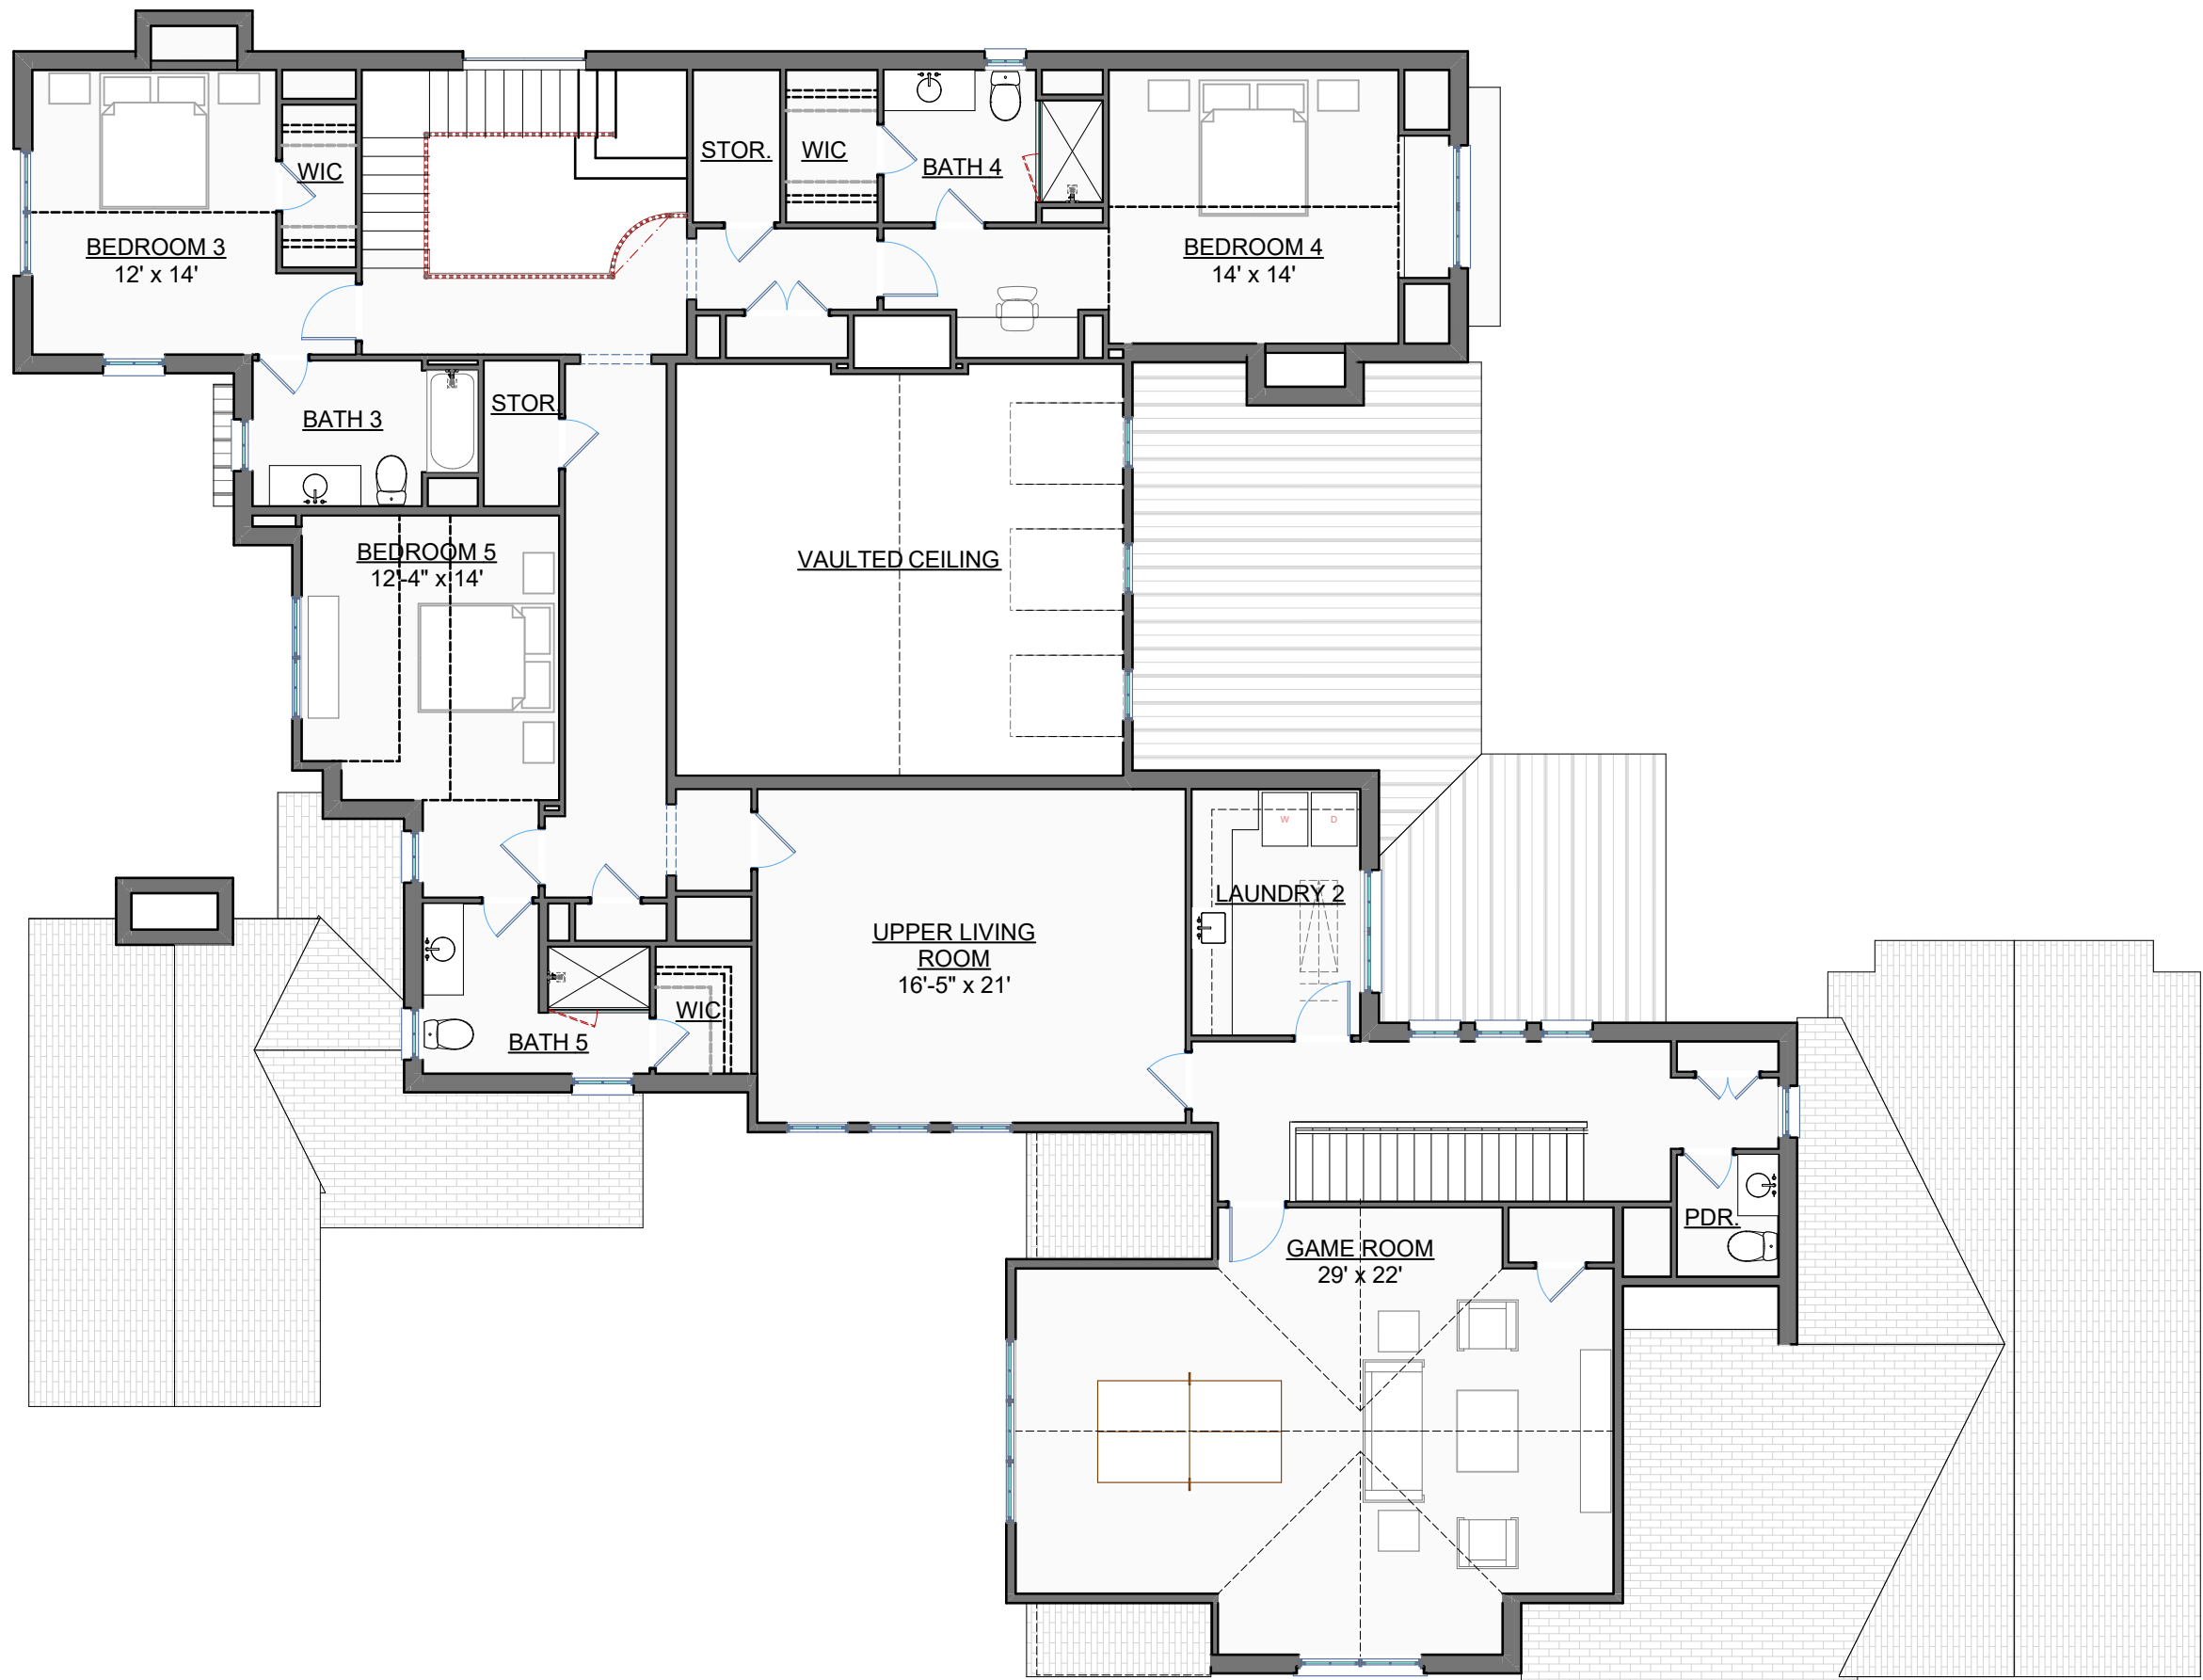 STOR.
WIC
BATH 4
WIC
BEDROOM 3
12' x 14'
BEDROOM 4
14' x 14'
STOR.
BATH 3
BEDROOM 5
12'-4" x 14'
VAULTED CEILING
W
D
LAUNDRY 2
UPPER LIVING
ROOM
16'-5" x 21'
WIC
BATH 5
PDR.
GAME ROOM
29' x 22'